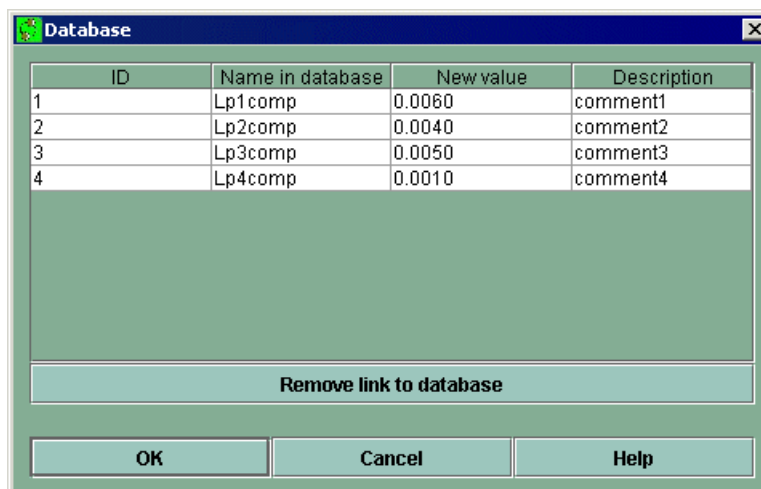 Database
ID Name in database New value Description
1 Lp1comp 0.0060 comment1
2 Lp2comp 0.0040 comment2
3 Lp3comp 0.0050 comment3
4 Lp4comp 0.0010 comment4
Remove link to database
OK Cancel Help